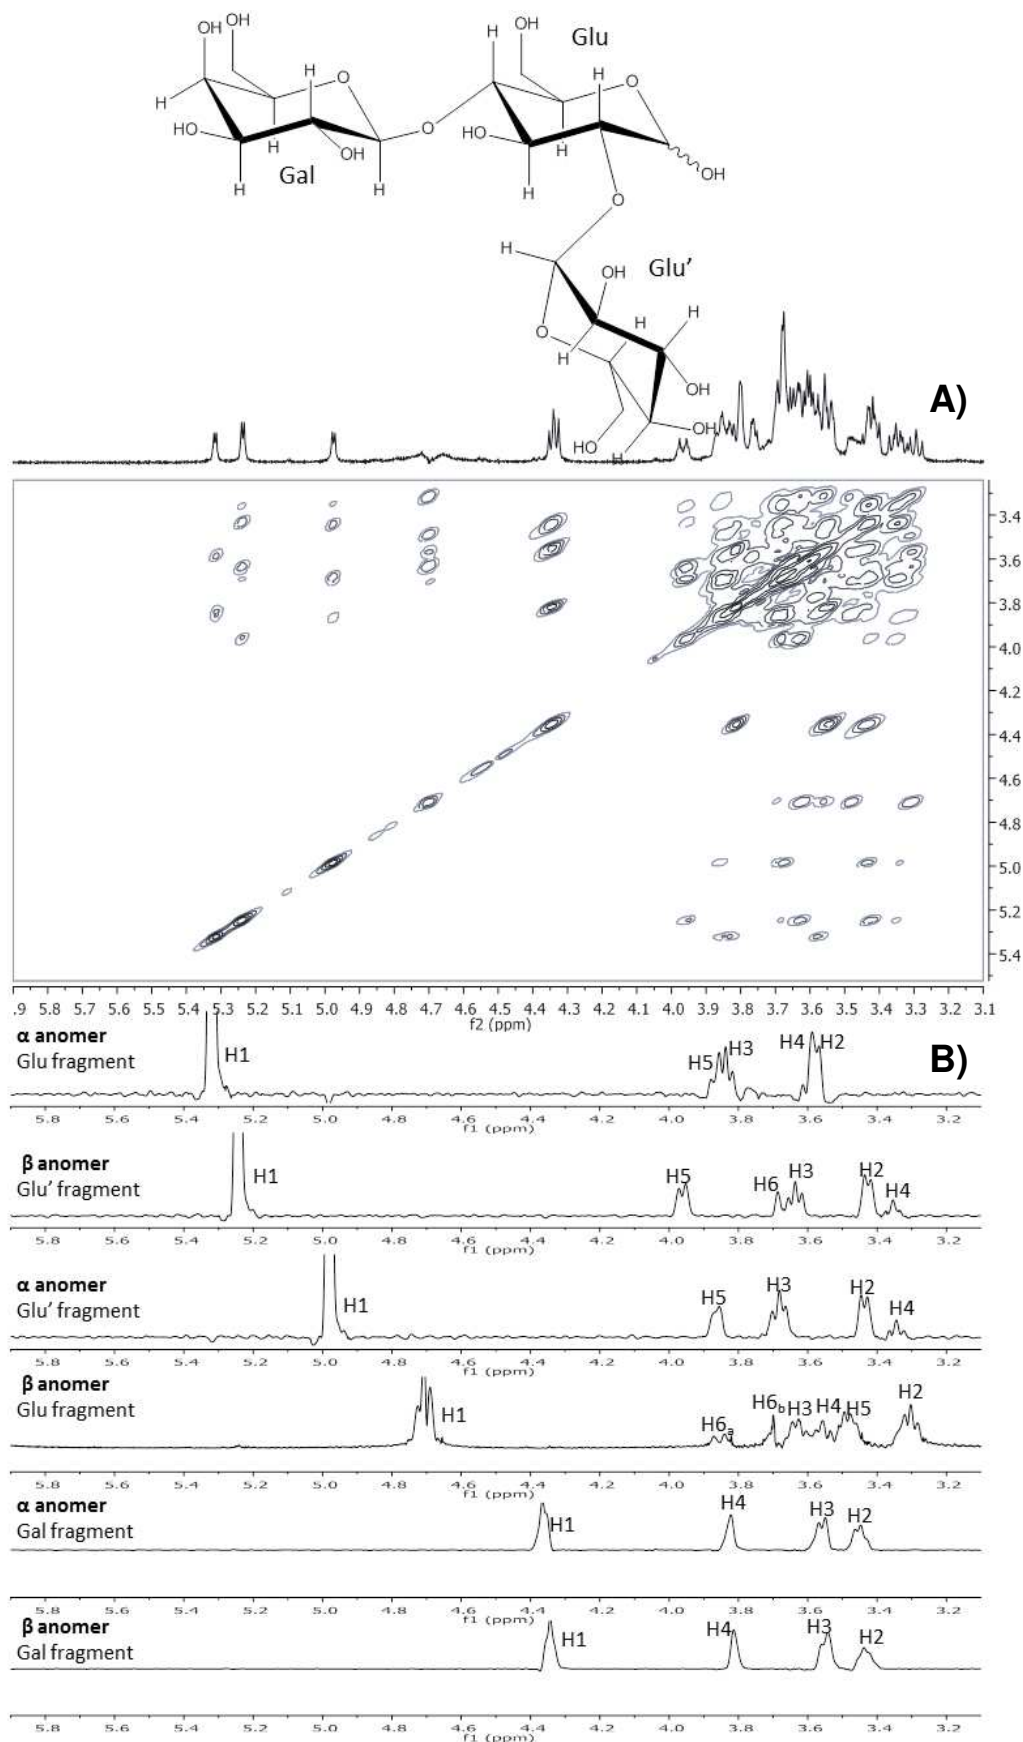 OH OH
H OH Glu
H O H O
H O
HO HO
H OH H OH
Gal
H H H O
H OH Glu'
O H H
H OH
OH
HO H
A)
3.4
3.6
3.8
4.0
4.2
4.4
4.6
4.8
5.0
5.2
5.4
.9 5.8 5.7 5.6 5.5 5.4 5.3 5.2 5.1 5.0 4.9 4.8 4.7 4.6 4.5 4.4 4.3 4.2 4.1 4.0 3.9 3.8 3.7 3.6 3.5 3.4 3.3 3.2 3.1
f2 (ppm)
α anomer
Glu fragment
H1 H5 H3 H4 H2
B)
5.8 5.6 5.4 5.2 5.0 4.8 4.6 4.4 4.2 4.0 3.8 3.6 3.4 3.2
f1 (ppm)
β anomer
Glu' fragment
H1 H5 H6 H3 H2 H4
5.8 5.6 5.4 5.2 5.0 4.8 4.6 4.4 4.2 4.0 3.8 3.6 3.4 3.2
f1 (ppm)
α anomer
Glu' fragment
H1 H5 H3 H2 H4
5.8 5.6 5.4 5.2 5.0 4.8 4.6 4.4 4.2 4.0 3.8 3.6 3.4 3.2
f1 (ppm)
β anomer
Glu fragment
H1 H6a H6b H3 H4 H5 H2
5.8 5.6 5.4 5.2 5.0 4.8 4.6 4.4 4.2 4.0 3.8 3.6 3.4 3.2
f1 (ppm)
α anomer
Gal fragment
H1 H4 H3 H2
5.8 5.6 5.4 5.2 5.0 4.8 4.6 4.4 4.2 4.0 3.8 3.6 3.4 3.2
f1 (ppm)
β anomer
Gal fragment
H1 H4 H3 H2
5.8 5.6 5.4 5.2 5.0 4.8 4.6 4.4 4.2 4.0 3.8 3.6 3.4 3.2
f1 (ppm)